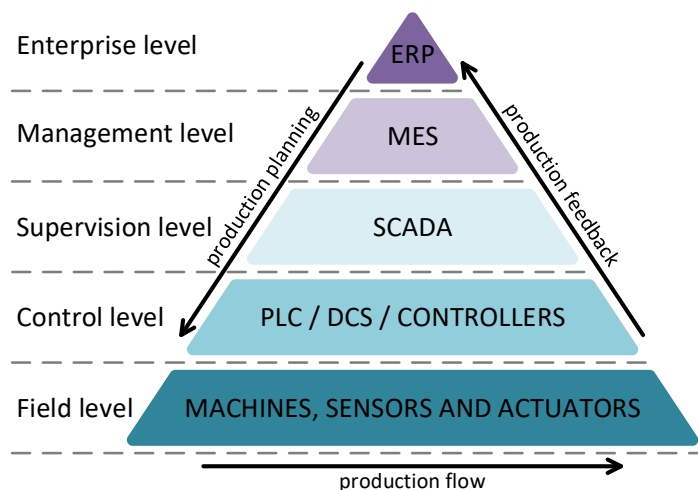 Enterprise level
ERP
production planning
production feedback
Management level
MES
Supervision level
SCADA
Control level
PLC / DCS / CONTROLLERS
Field level
MACHINES, SENSORS AND ACTUATORS
production flow